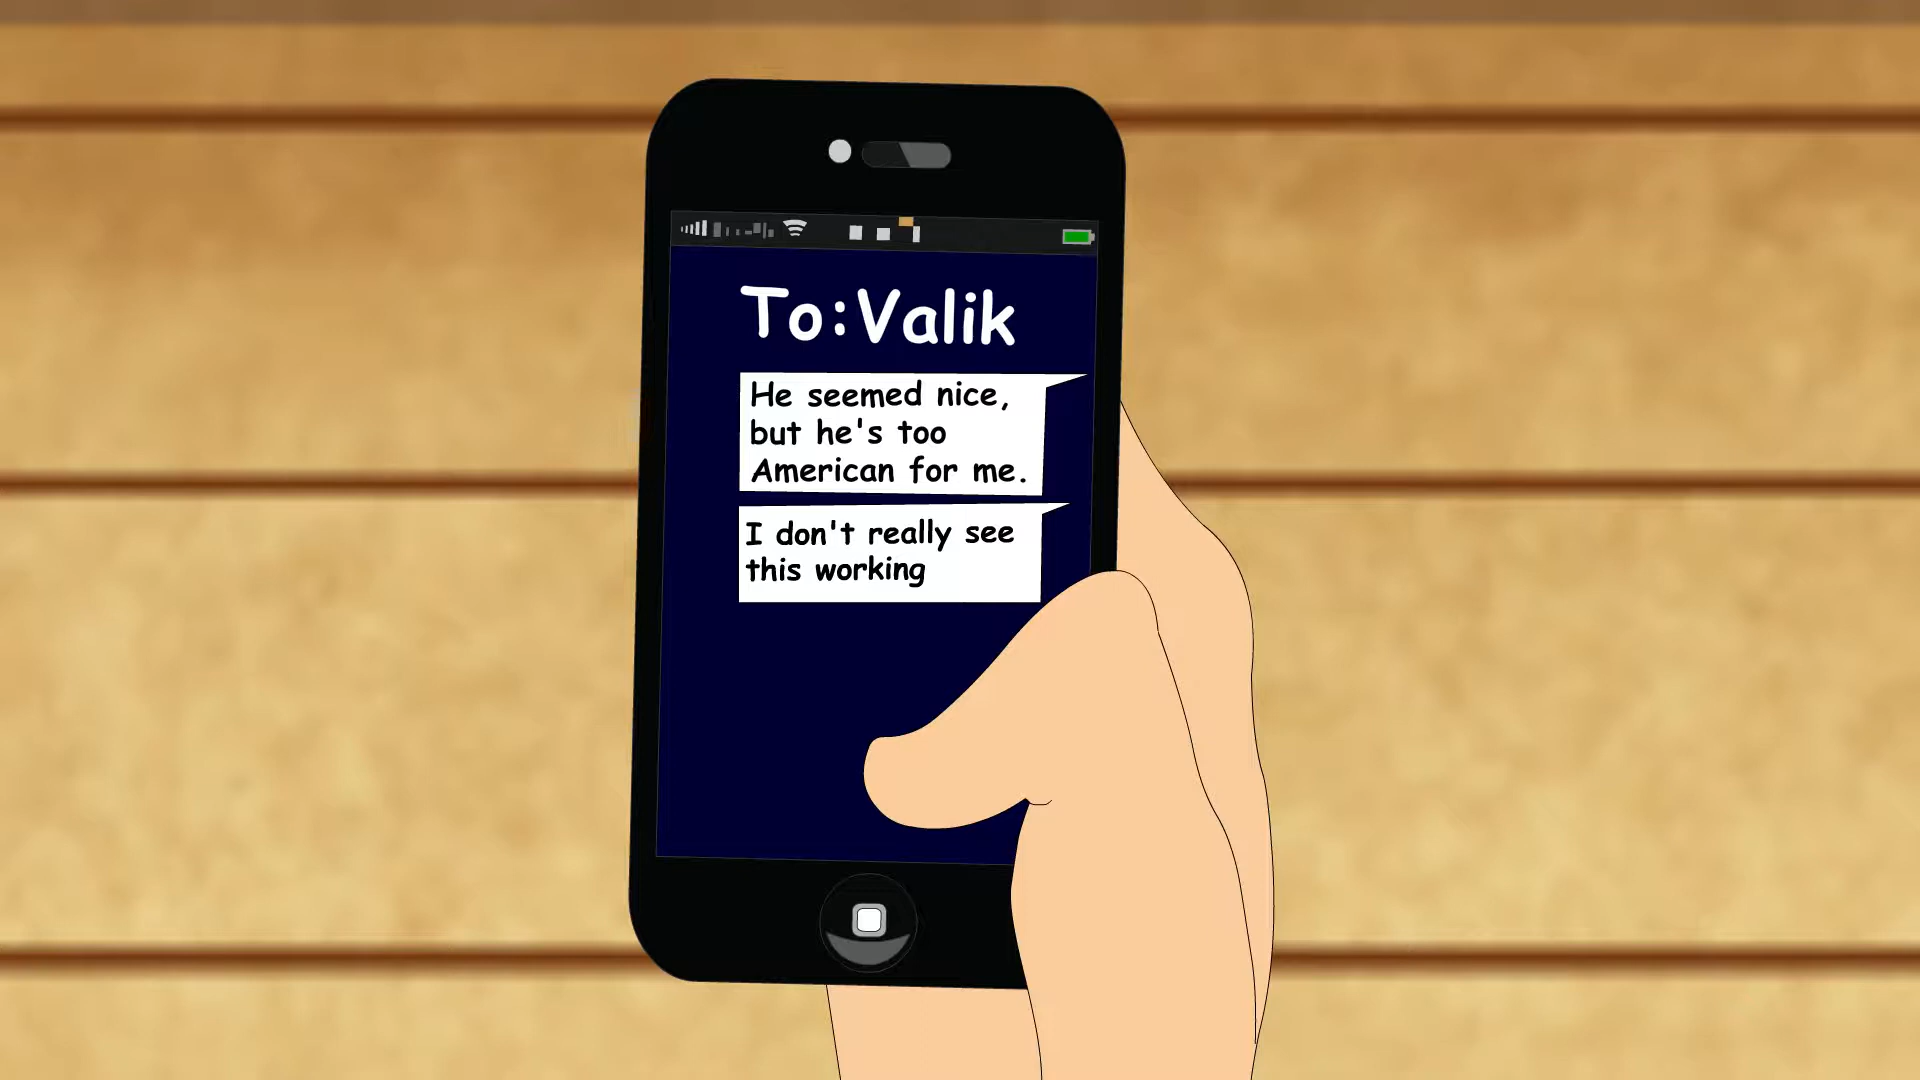 To:Valik
He seemed nice,
but he's too
American for me.
I don't really see
this working